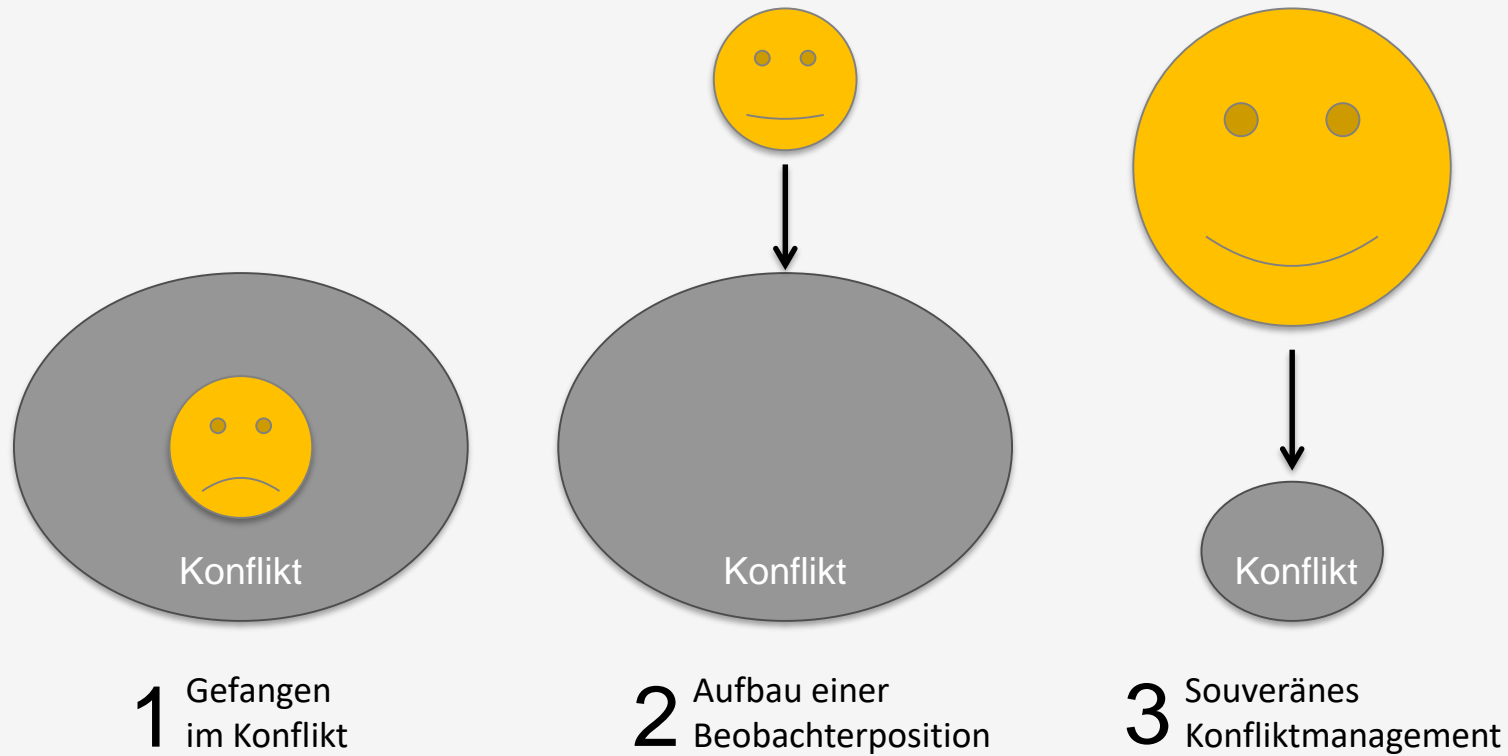 Konflikt
Konflikt
Konflikt
1 Gefangen
im Konflikt
2 Aufbau einer
Beobachterposition
3 Souveränes
Konfliktmanagement